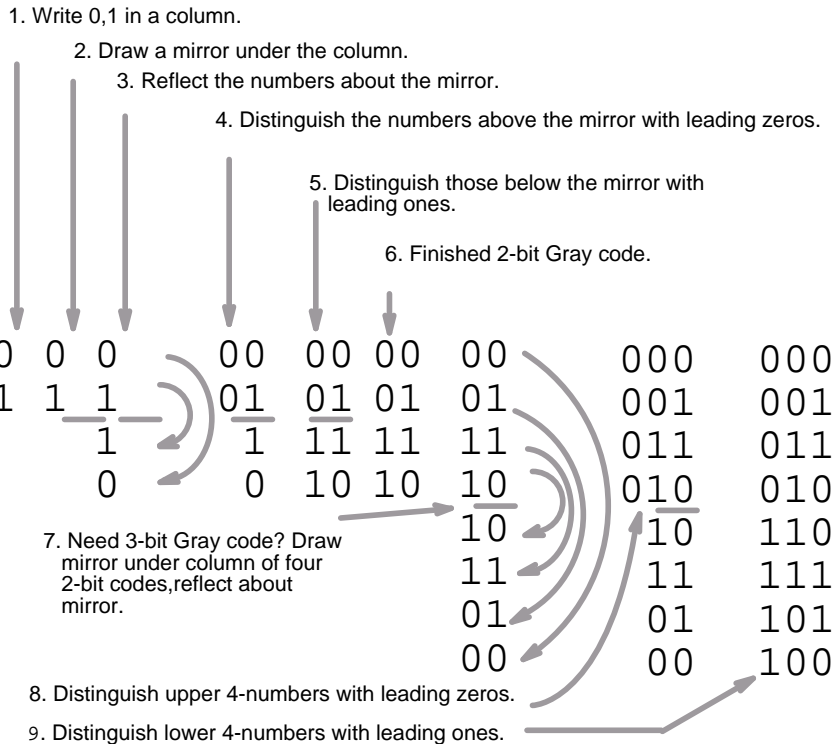 1. Write 0,1 in a column.
2. Draw a mirror under the column.
3. Reflect the numbers about the mirror.
4. Distinguish the numbers above the mirror with leading zeros.
5. Distinguish those below the mirror with
leading ones.
6. Finished 2-bit Gray code.
0 0 0 00 00 00 00 000 000
1 1 1 01 01 01 01 001 001
1 1 11 11 11 011 011
0 0 10 10 10 010 010
10 10 110
11 11 111
01 01 101
00 00 100
7. Need 3-bit Gray code? Draw
mirror under column of four
2-bit codes,reflect about
mirror.
8. Distinguish upper 4-numbers with leading zeros.
9. Distinguish lower 4-numbers with leading ones.